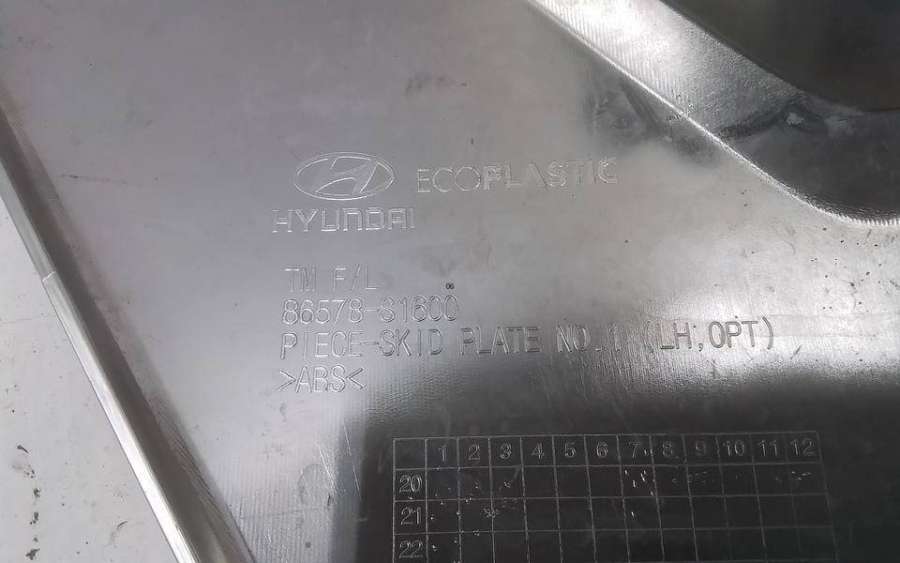 ECOPLASTIC
HYUNDAI
TM F/L
86578-S1600
PIECE-SKID PLATE NO.1 (LH,OPT)
>ABS<
1 2 3 4 5 6 7 8 9 10 11 12
20
21
22